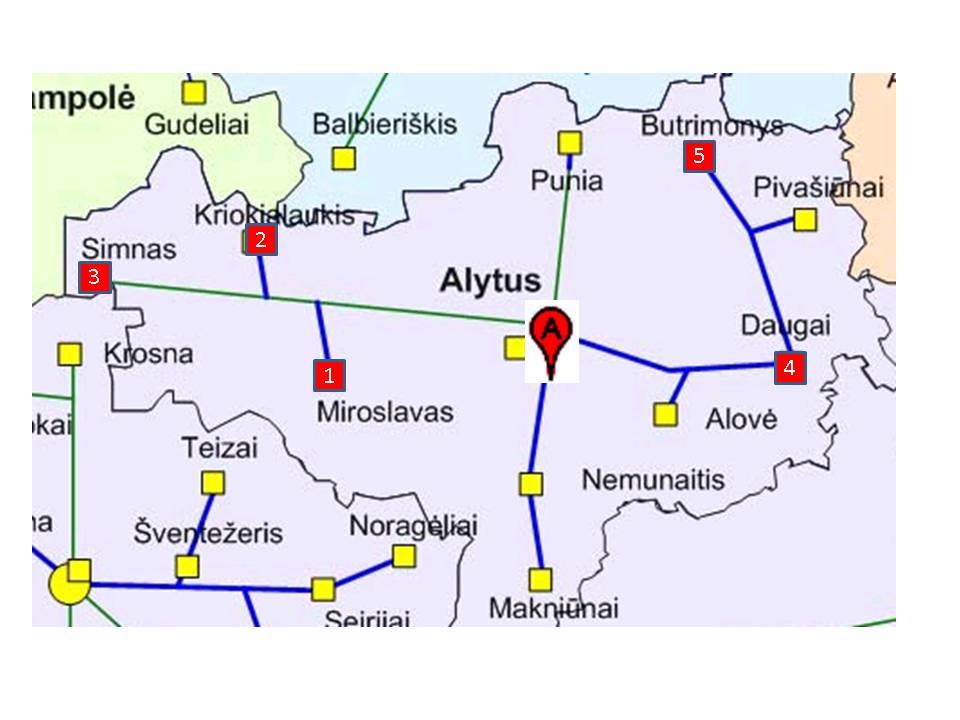 ampolė
Gudeliai
Balbieriškis
Butrimonys
5
Punia
Pivašiūnai
Kriokialaukis
2
Simnas
3
Alytus
A
Daugai
4
Krosna
1
Miroslavas
Alovė
okai
Teizai
Nemunaitis
na
Šventežeris
Noragėliai
Makniūnai
Seirijai